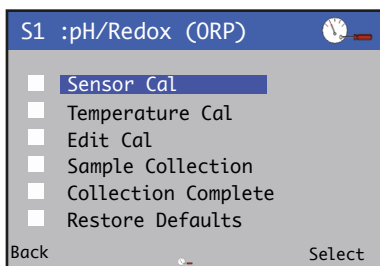 S1 :pH/Redox (ORP)
Sensor Cal
Temperature Cal
Edit Cal
Sample Collection
Collection Complete
Restore Defaults
Back Select